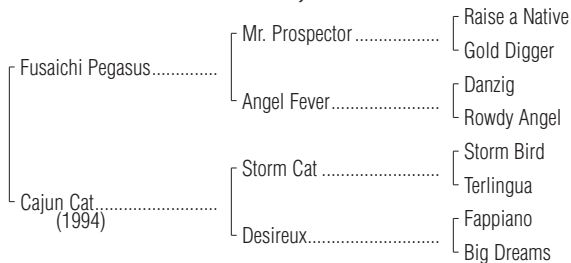 Raise a Native
Mr. Prospector ..................
Gold Digger
Fusaichi Pegasus..............
Danzig
Angel Fever.......................
Rowdy Angel
Storm Bird
Storm Cat .........................
Terlingua
Cajun Cat..........................
(1994)
Fappiano
Desireux............................
Big Dreams